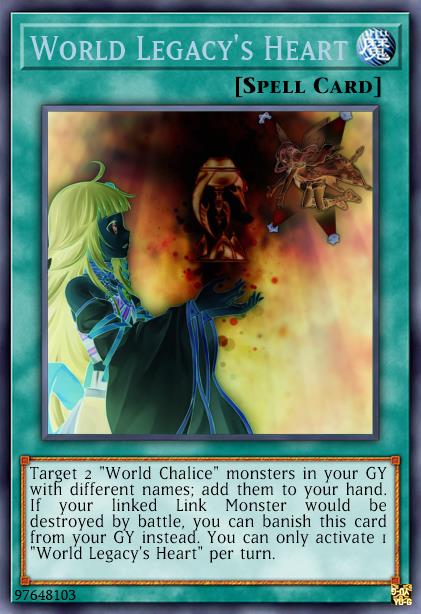 World Legacy's Heart 魔
[Spell Card]
Target 2 "World Chalice" monsters in your GY
with different names; add them to your hand.
If your linked Link Monster would be
destroyed by battle, you can banish this card
from your GY instead. You can only activate 1
"World Legacy's Heart" per turn.
97648103